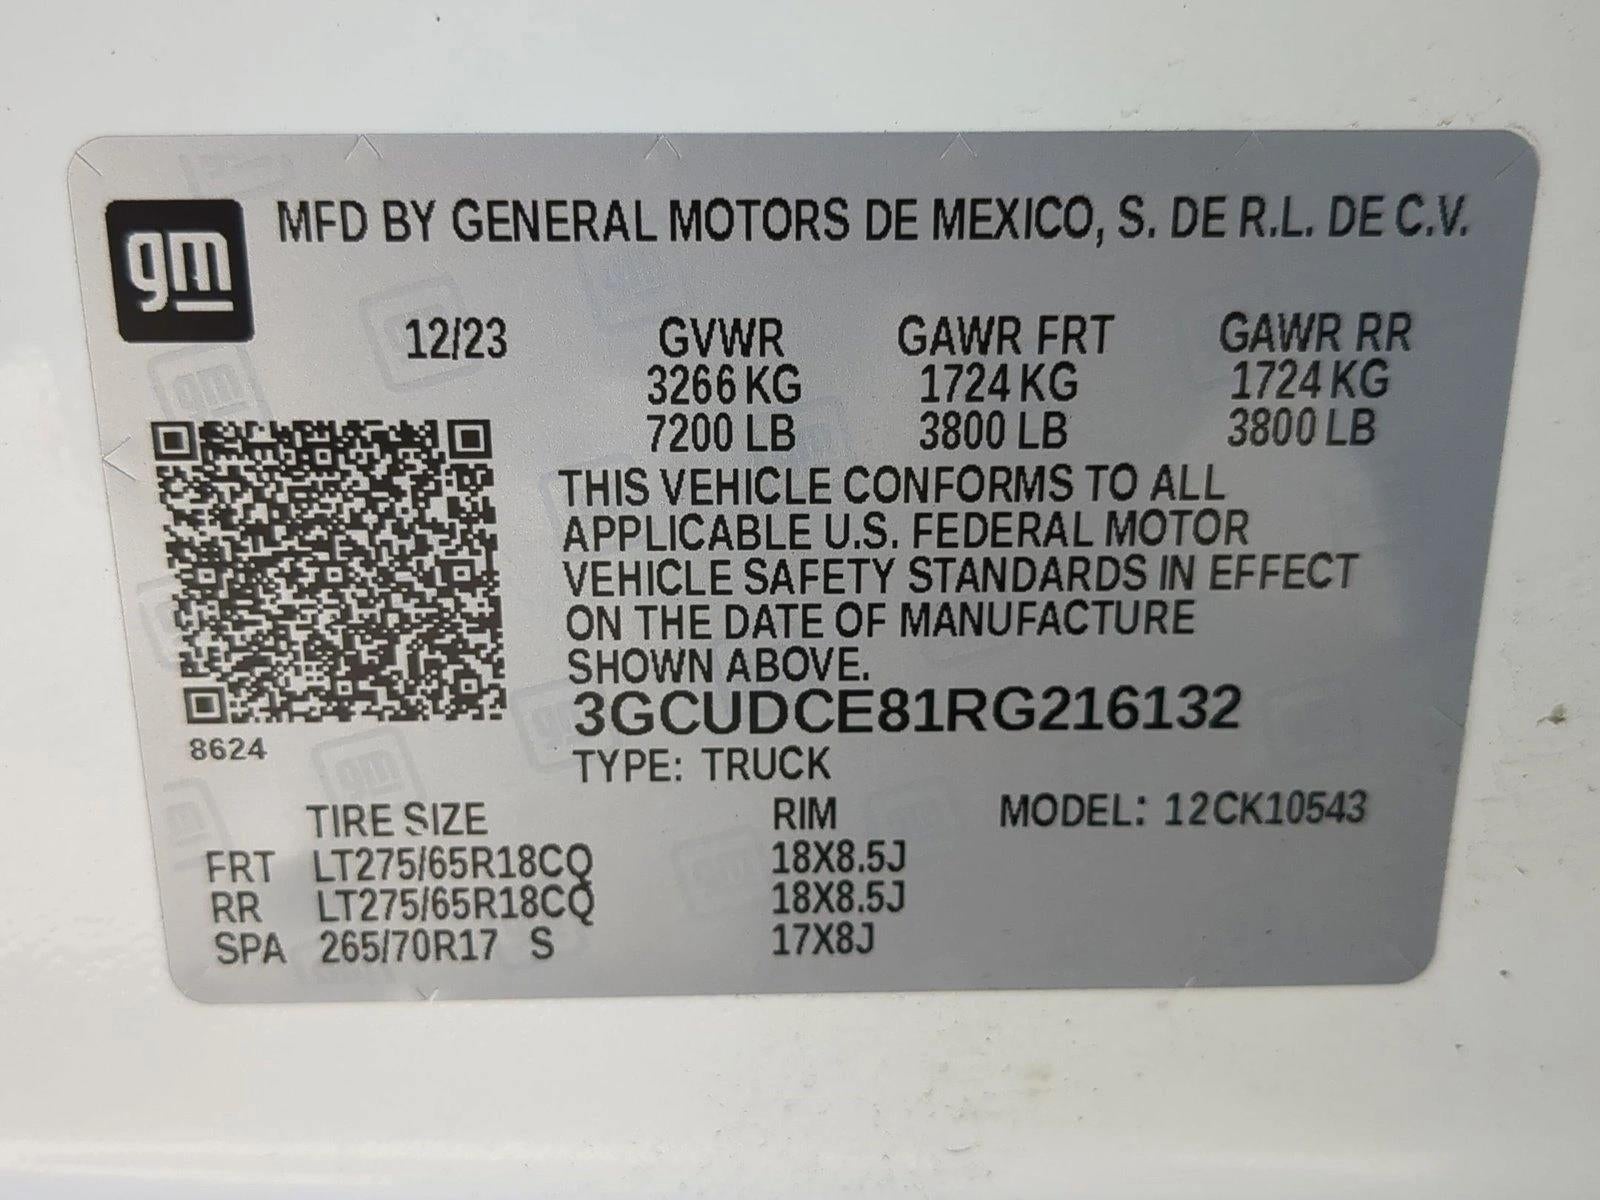 gm
MFD BY GENERAL MOTORS DE MEXICO, S. DE R.L. DE C.V.
12/23 GVWR GAWR FRT GAWR RR
3266 KG 1724 KG 1724 KG
7200 LB 3800 LB 3800 LB
THIS VEHICLE CONFORMS TO ALL
APPLICABLE U.S. FEDERAL MOTOR
VEHICLE SAFETY STANDARDS IN EFFECT
ON THE DATE OF MANUFACTURE
SHOWN ABOVE.
3GCUDCE81RG216132
8624
TYPE: TRUCK
TIRE SIZE RIM MODEL: 12CK10543
FRT LT275/65R18CQ 18X8.5J
RR LT275/65R18CQ 18X8.5J
SPA 265/70R17 S 17X8J